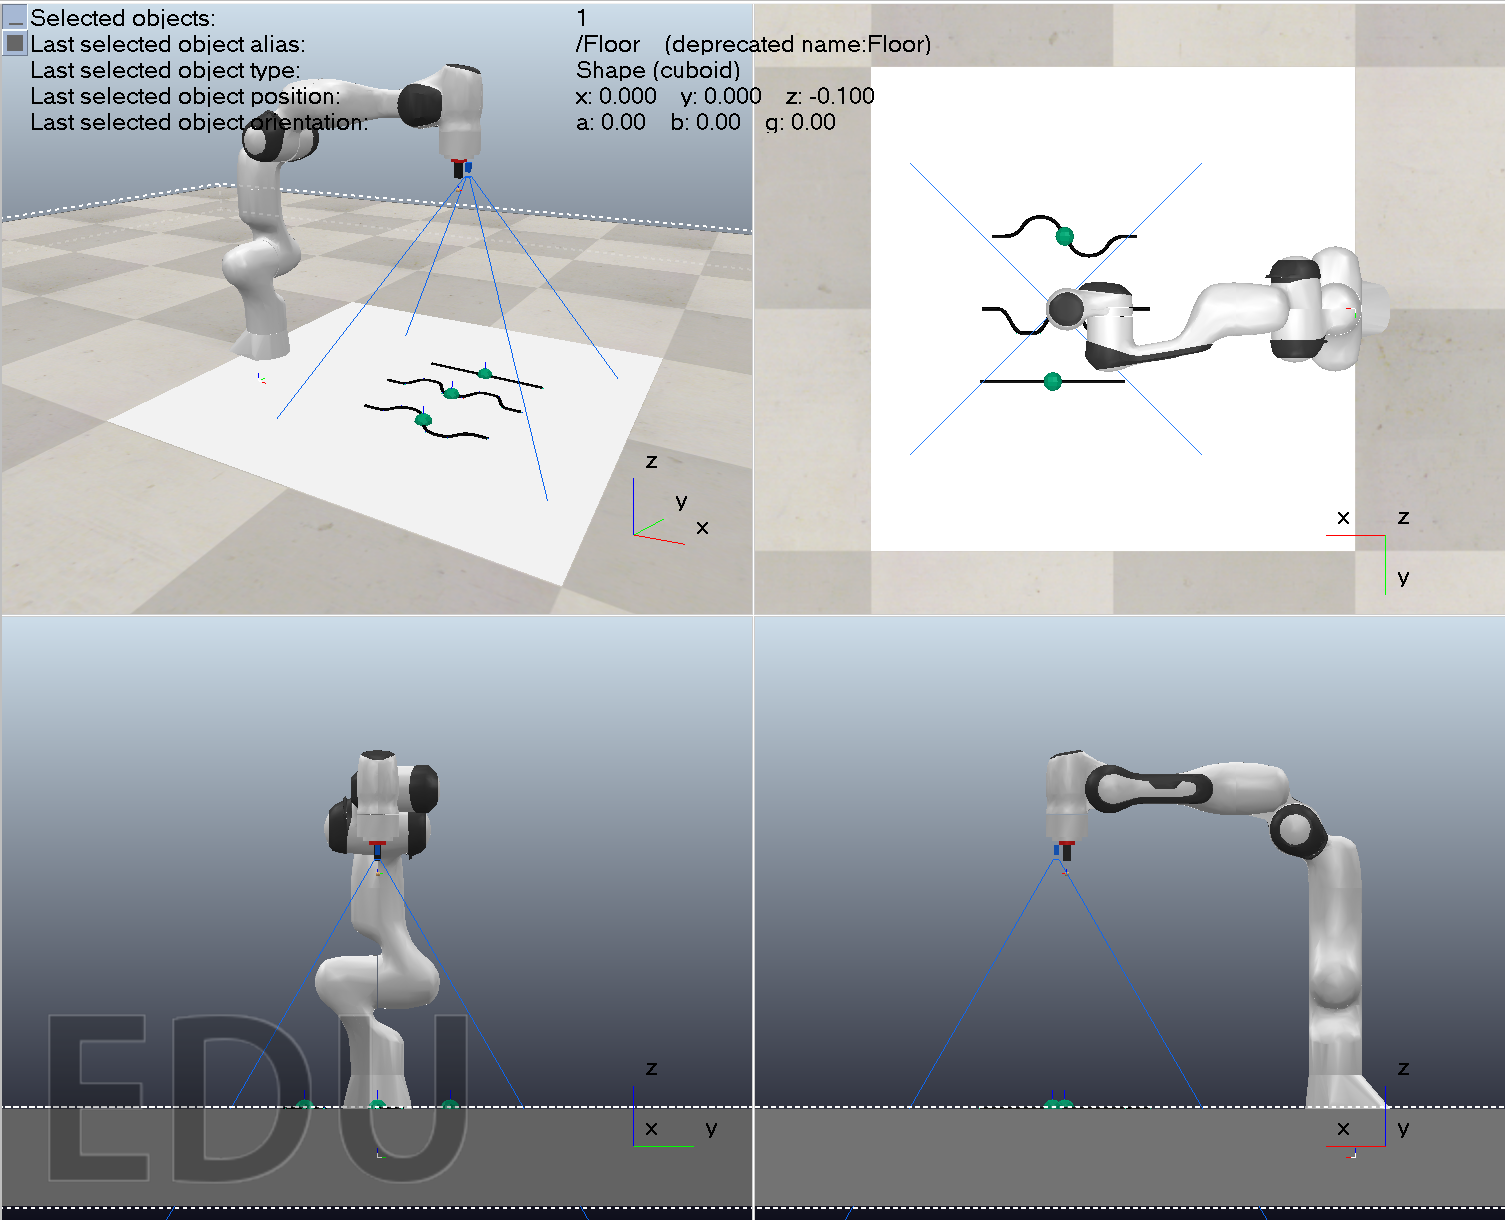 Selected objects: 1
Last selected object alias: /Floor (deprecated name:Floor)
Last selected object type: Shape (cuboid)
Last selected object position: x: 0.000 y: 0.000 z: -0.100
Last selected object orientation: a: 0.00 b: 0.00 g: 0.00
z
y
x
x z
y
z
x y
z
x y
EDU